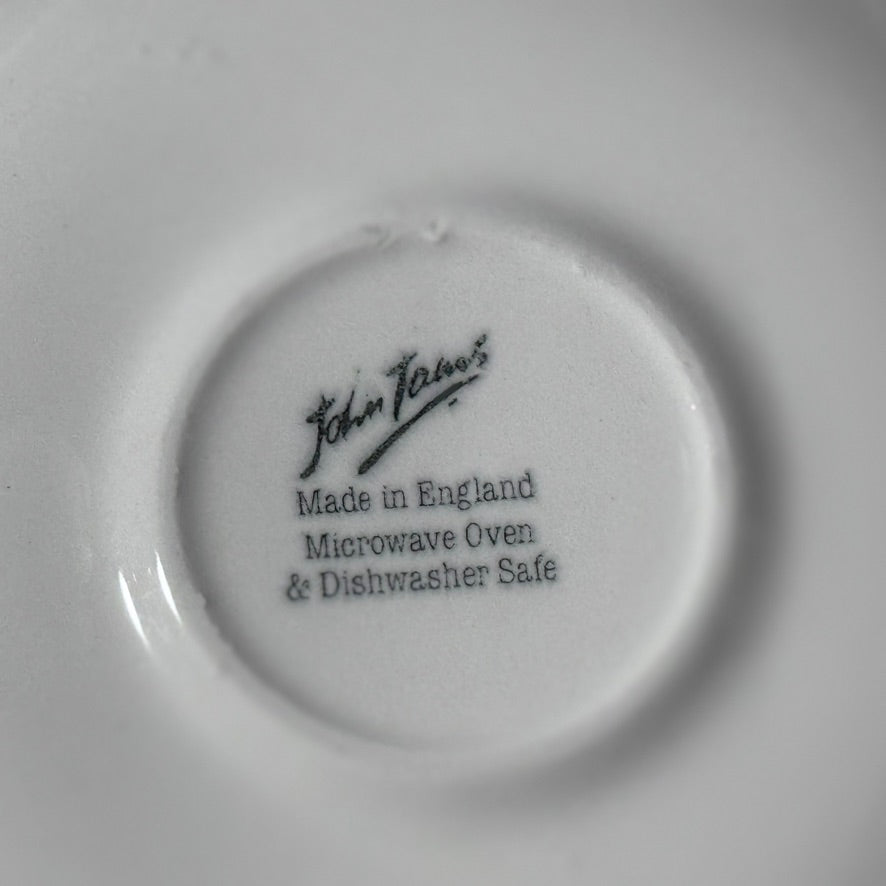 John Tams
Made in England
Microwave Oven
& Dishwasher Safe